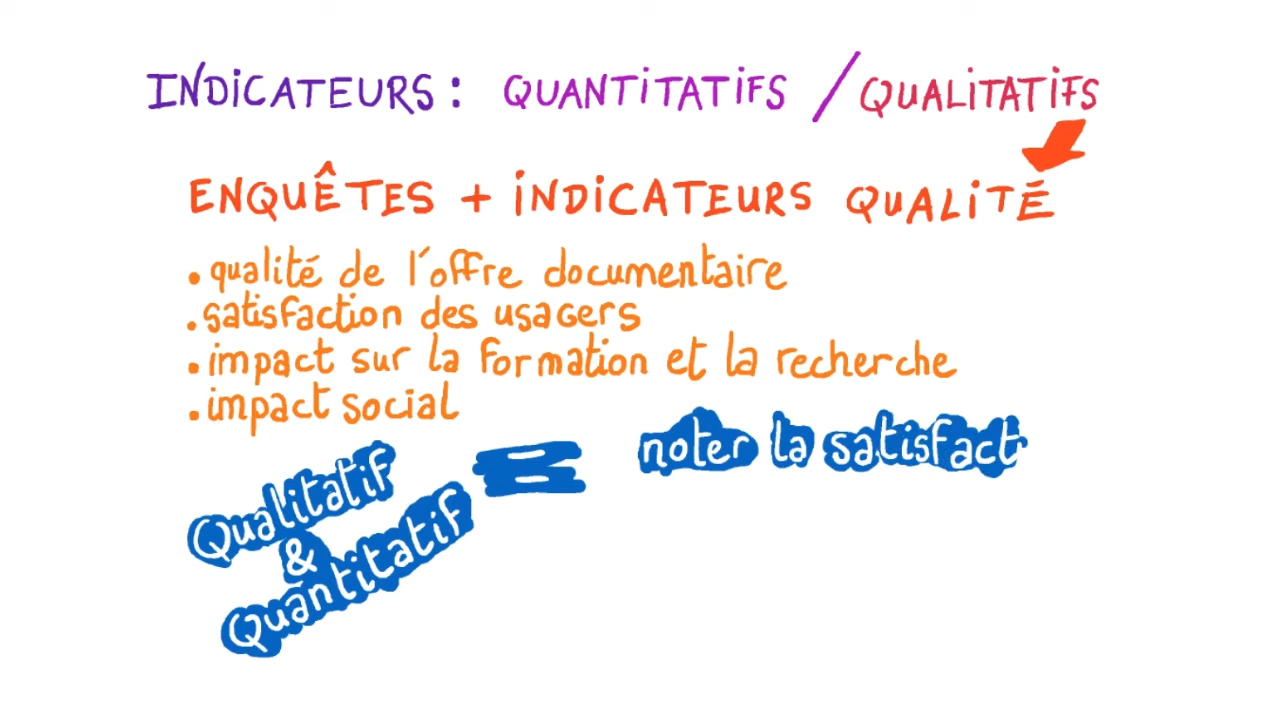 INDiCATEURS : QUANTiTATiFS / QUALiTATiFS
ENQUÊTES + iNDiCATEURS QUALiTÉ
. qualité de l'offre documentaire
. satisfaction des usagers
. impact sur la formation et la recherche
. impact social
Qualitatif
&
Quantitatif
= noter la satisfact